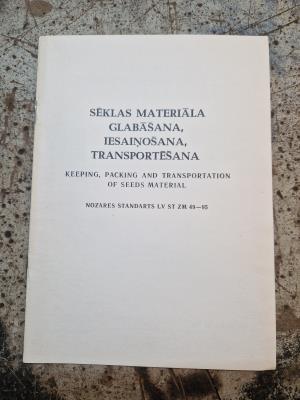 SĒKLAS MATERIĀLA
GLABĀŠANA,
IESAIŅOŠANA,
TRANSPORTĒŠANA
KEEPING, PACKING AND TRANSPORTATION
OF SEEDS MATERIAL
NOZARES STANDARTS LV ST ZM 49—95